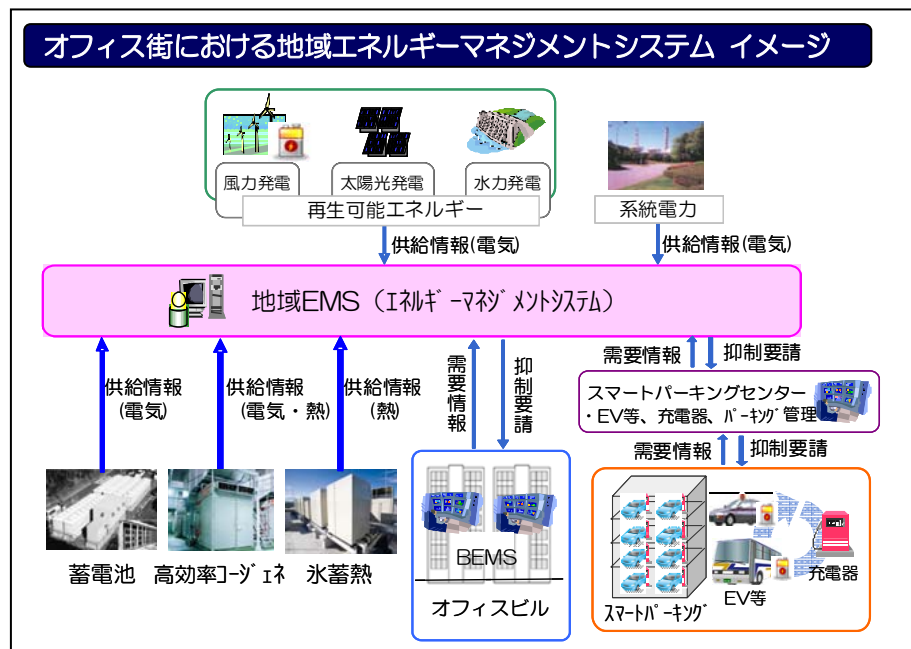 オフィス街における地域エネルギーマネジメントシステム イメージ
風力発電
太陽光発電
水力発電
再生可能エネルギー
系統電力
供給情報(電気)
供給情報(電気)
地域EMS（ｴﾈﾙｷﾞｰﾏﾈｼﾞﾒﾝﾄｼｽﾃﾑ）
供給情報
(電気)
供給情報
(電気・熱)
供給情報
(熱)
需要情報
抑制要請
需要情報
抑制要請
スマートパーキングセンター
・EV等、充電器、ﾊﾟｰｷﾝｸﾞ管理
需要情報
抑制要請
蓄電池
高効率ｺｰｼﾞｪﾈ
氷蓄熱
BEMS
オフィスビル
ｽﾏｰﾄﾊﾟｰｷﾝｸﾞ
EV等
充電器